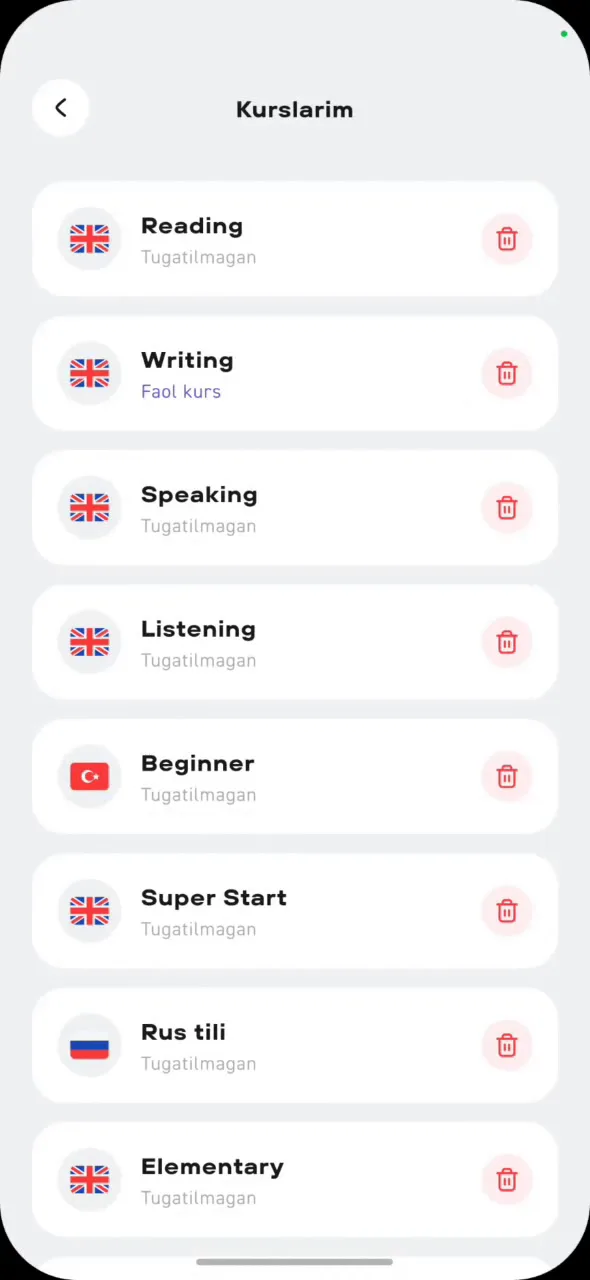 Kurslarim
Reading
Tugatilmagan
Writing
Faol kurs
Speaking
Tugatilmagan
Listening
Tugatilmagan
Beginner
Tugatilmagan
Super Start
Tugatilmagan
Rus tili
Tugatilmagan
Elementary
Tugatilmagan